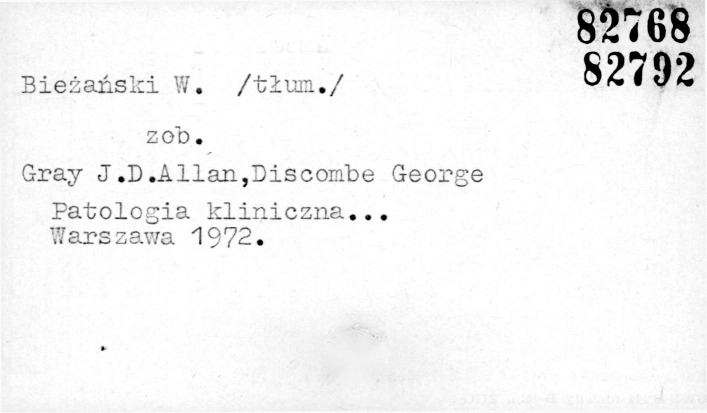 82768
82792
Bieżański W. /tłum./
zob.
Gray J.D.Allan,Discombe George
Patologia kliniczna...
Warszawa 1972.